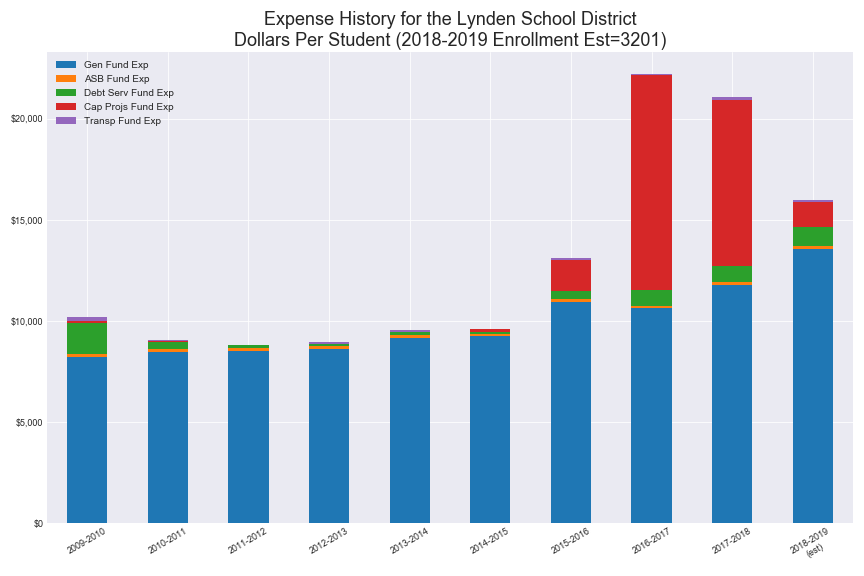 Expense History for the Lynden School District
Dollars Per Student (2018-2019 Enrollment Est=3201)
Gen Fund Exp
ASB Fund Exp
Debt Serv Fund Exp
Cap Projs Fund Exp
Transp Fund Exp
$20,000
$15,000
$10,000
$5,000
$0
2009-2010
2010-2011
2011-2012
2012-2013
2013-2014
2014-2015
2015-2016
2016-2017
2017-2018
2018-2019
(est)